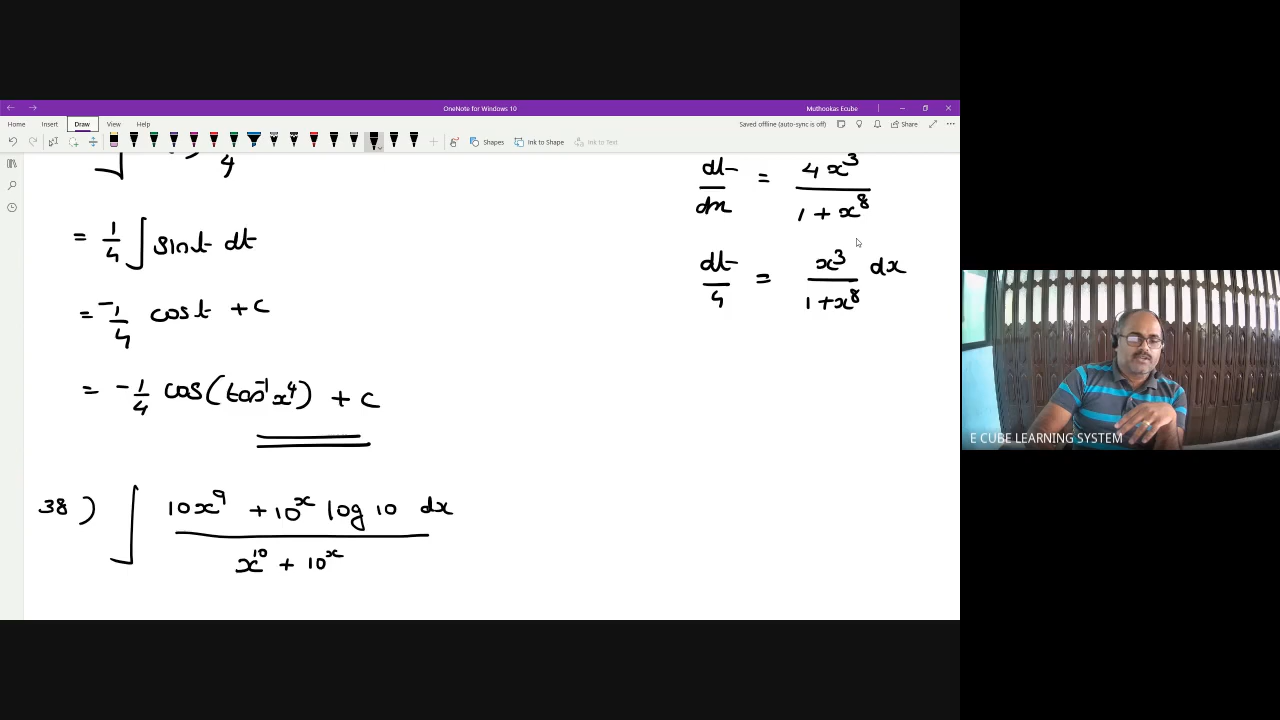 OneNote for Windows 10
Muthookas Ecube
Home Insert Draw View Help
Saved offline (auto-sync is off) Share
Shapes Ink to Shape Ink to Text
4
= 1/4 ∫ sint dt
= -1/4 cost + c
= -1/4 cos(tan⁻¹x⁴) + c
dt/dx = 4x³/1+x⁸
dt/4 = x³/1+x⁸ dx
38) ∫ 10x⁹ + 10ˣ log 10 dx
x¹⁰ + 10ˣ
E CUBE LEARNING SYSTEM